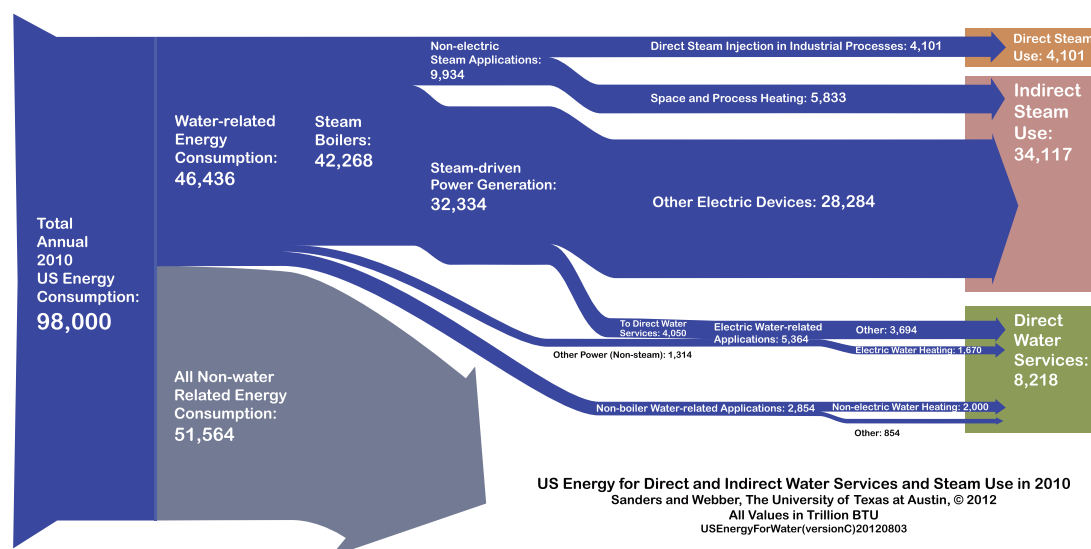 Total
Annual
2010
US Energy
Consumption:
98,000
Water-related
Energy
Consumption:
46,436
All Non-water
Related Energy
Consumption:
51,564
Steam
Boilers:
42,268
Non-electric
Steam Applications:
9,934
Steam-driven
Power Generation:
32,334
Direct Steam Injection in Industrial Processes: 4,101
Space and Process Heating: 5,833
Other Electric Devices: 28,284
To Direct Water
Services: 4,050
Other Power (Non-steam): 1,314
Electric Water-related
Applications: 5,364
Other: 3,694
Electric Water Heating: 1,670
Non-boiler Water-related Applications: 2,854
Non-electric Water Heating: 2,000
Other: 854
Direct Steam
Use: 4,101
Indirect
Steam
Use:
34,117
Direct
Water
Services:
8,218
US Energy for Direct and Indirect Water Services and Steam Use in 2010
Sanders and Webber, The University of Texas at Austin, © 2012
All Values in Trillion BTU
USEnergyForWater(versionC)20120803